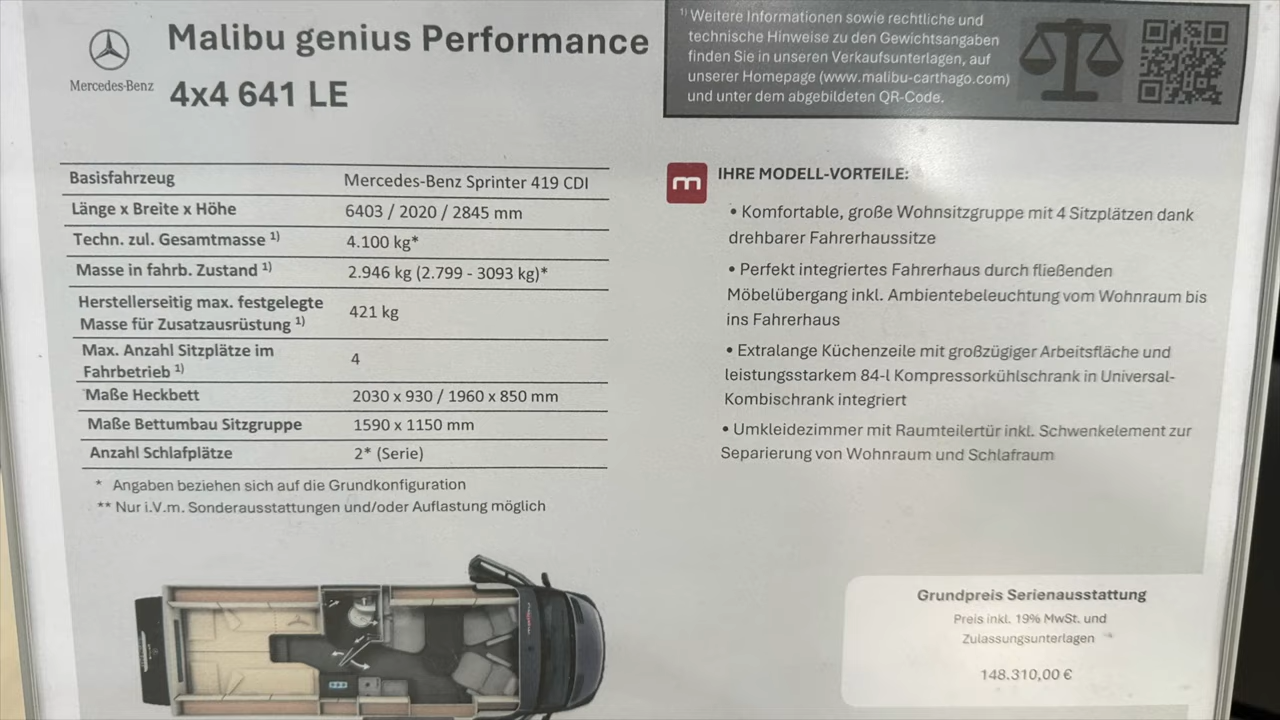 Mercedes-Benz
Malibu genius Performance
4x4 641 LE
1) Weitere Informationen sowie rechtliche und
technische Hinweise zu den Gewichtsangaben
finden Sie in unseren Verkaufsunterlagen, auf
unserer Homepage (www.malibu-carthago.com)
und unter dem abgebildeten QR-Code.
Basisfahrzeug Mercedes-Benz Sprinter 419 CDI
Länge x Breite x Höhe 6403 / 2020 / 2845 mm
Techn. zul. Gesamtmasse 1) 4.100 kg*
Masse in fahrb. Zustand 1) 2.946 kg (2.799 - 3093 kg)*
Herstellerseitig max. festgelegte
Masse für Zusatzausrüstung 1) 421 kg
Max. Anzahl Sitzplätze im
Fahrbetrieb 1) 4
Maße Heckbett 2030 x 930 / 1960 x 850 mm
Maße Bettumbau Sitzgruppe 1590 x 1150 mm
Anzahl Schlafplätze 2* (Serie)
* Angaben beziehen sich auf die Grundkonfiguration
** Nur i.V.m. Sonderausstattungen und/oder Auflastung möglich
m IHRE MODELL-VORTEILE:
• Komfortable, große Wohnsitzgruppe mit 4 Sitzplätzen dank
drehbarer Fahrerhaussitze
• Perfekt integriertes Fahrerhaus durch fließenden
Möbelübergang inkl. Ambientebeleuchtung vom Wohnraum bis
ins Fahrerhaus
• Extralange Küchenzeile mit großzügiger Arbeitsfläche und
leistungsstarkem 84-l Kompressorkühlschrank in Universal-
Kombischrank integriert
• Umkleidezimmer mit Raumteilertür inkl. Schwenkelement zur
Separierung von Wohnraum und Schlafraum
Grundpreis Serienausstattung
Preis inkl. 19% MwSt. und
Zulassungsunterlagen
148.310,00 €